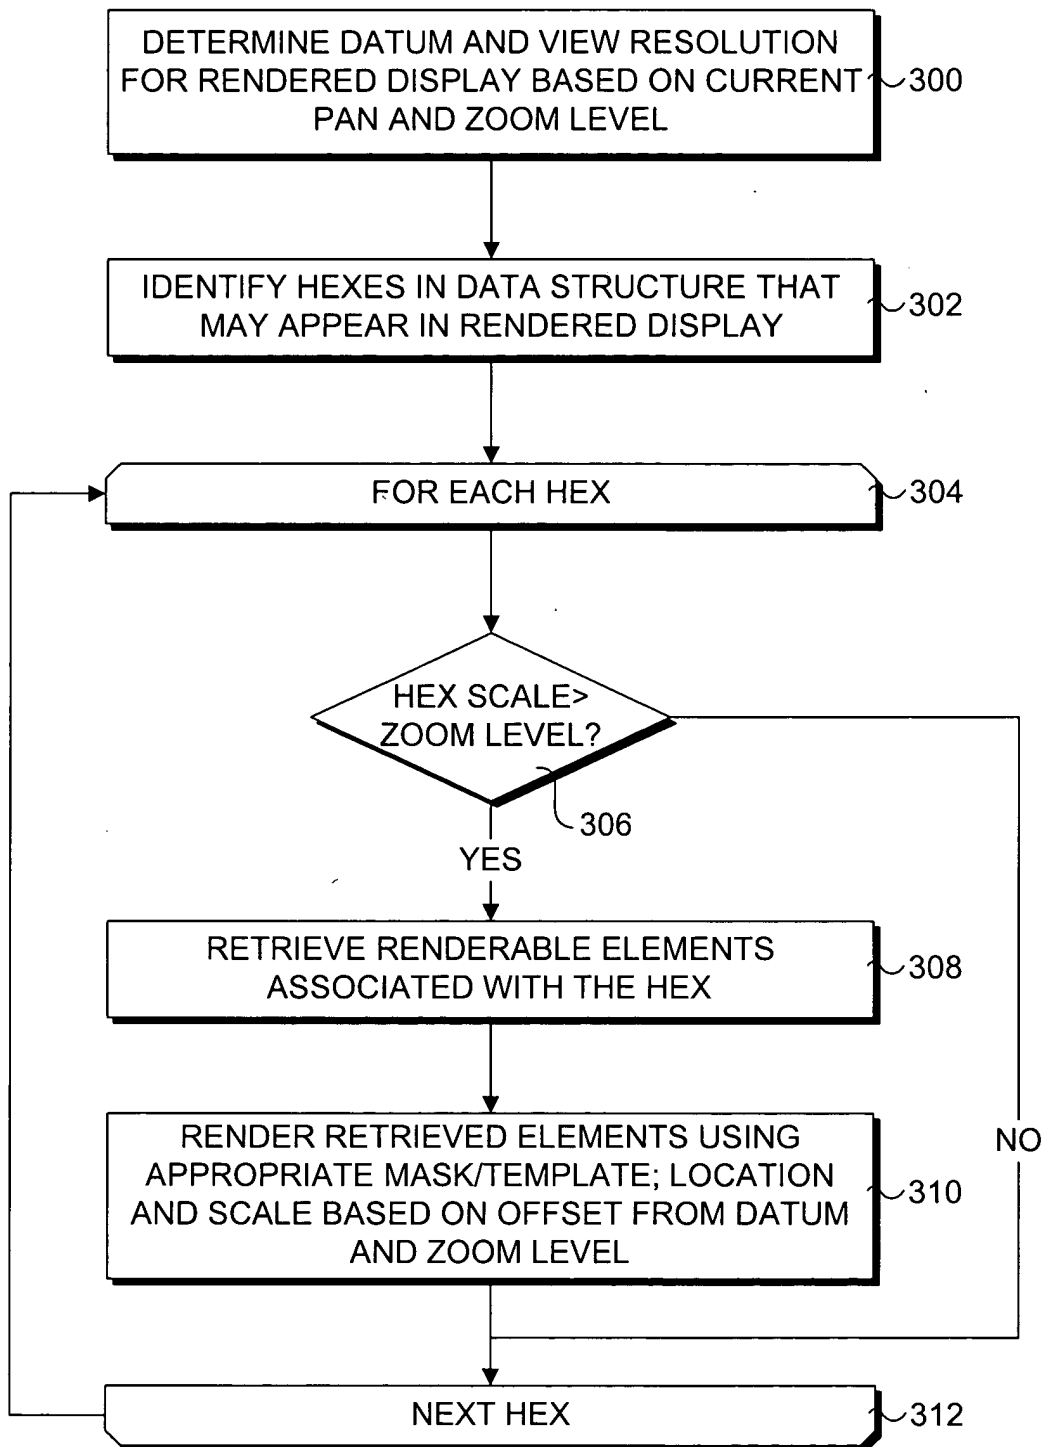 DETERMINE DATUM AND VIEW RESOLUTION
FOR RENDERED DISPLAY BASED ON CURRENT
PAN AND ZOOM LEVEL
300
IDENTIFY HEXES IN DATA STRUCTURE THAT
MAY APPEAR IN RENDERED DISPLAY
302
FOR EACH HEX
304
HEX SCALE>
ZOOM LEVEL?
306
YES
RETRIEVE RENDERABLE ELEMENTS
ASSOCIATED WITH THE HEX
308
RENDER RETRIEVED ELEMENTS USING
APPROPRIATE MASK/TEMPLATE; LOCATION
AND SCALE BASED ON OFFSET FROM DATUM
AND ZOOM LEVEL
310
NO
NEXT HEX
312